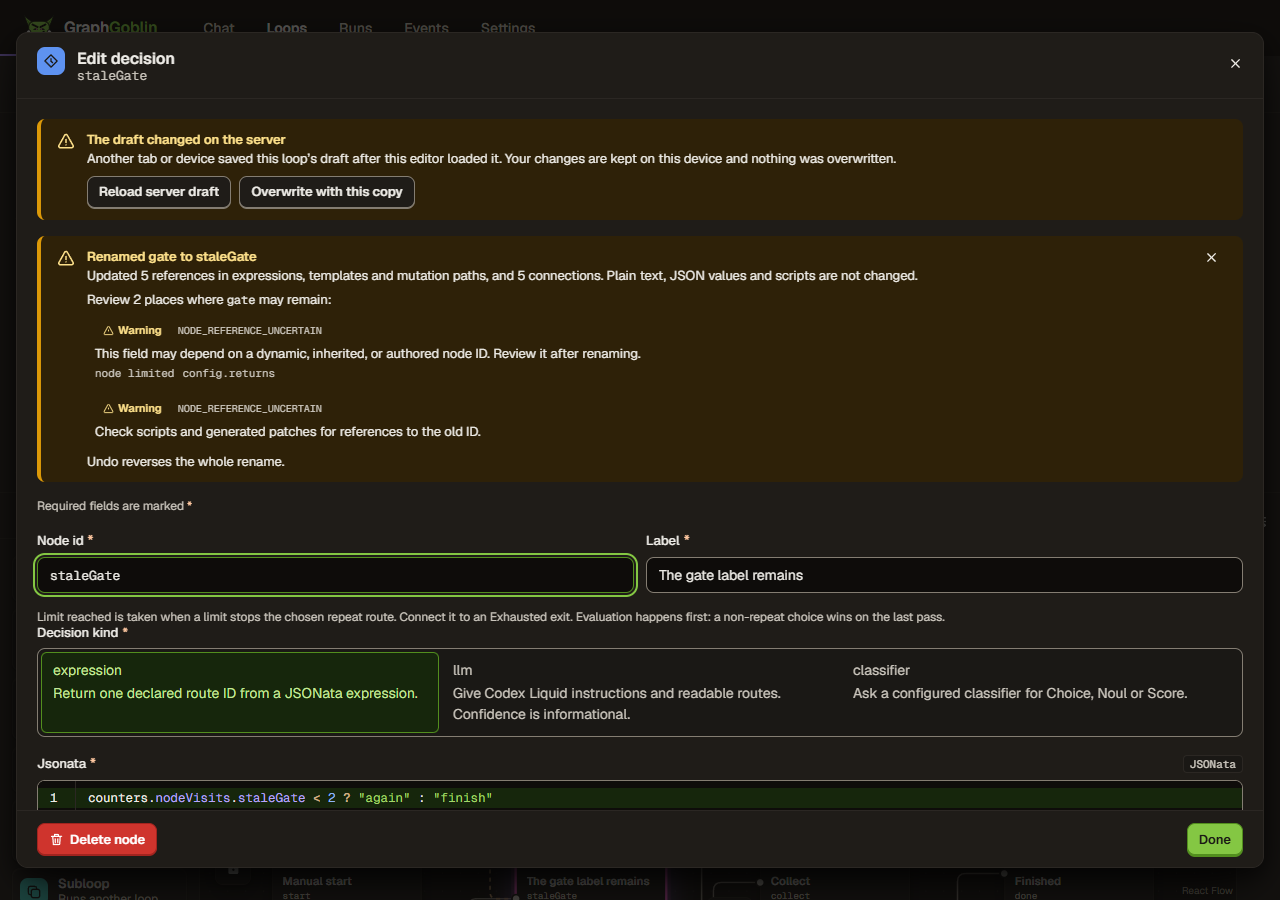 GraphGoblin
Chat
Loops
Runs
Events
Settings
Edit decision
staleGate
The draft changed on the server
Another tab or device saved this loop's draft after this editor loaded it. Your changes are kept on this device and nothing was overwritten.
Reload server draft
Overwrite with this copy
Renamed gate to staleGate
Updated 5 references in expressions, templates and mutation paths, and 5 connections. Plain text, JSON values and scripts are not changed.
Review 2 places where gate may remain:
Warning NODE_REFERENCE_UNCERTAIN
This field may depend on a dynamic, inherited, or authored node ID. Review it after renaming.
node limited config.returns
Warning NODE_REFERENCE_UNCERTAIN
Check scripts and generated patches for references to the old ID.
Undo reverses the whole rename.
Required fields are marked *
Node id *
Label *
staleGate
The gate label remains
Limit reached is taken when a limit stops the chosen repeat route. Connect it to an Exhausted exit. Evaluation happens first: a non-repeat choice wins on the last pass.
Decision kind *
expression
Return one declared route ID from a JSONata expression.
llm
Give Codex Liquid instructions and readable routes.
Confidence is informational.
classifier
Ask a configured classifier for Choice, Noul or Score.
Jsonata *
JSONata
1 counters.nodeVisits.staleGate < 2 ? "again" : "finish"
Delete node
Done
Subloop
Runs another loop
Manual start
start
The gate label remains
staleGate
Collect
collect
Finished
done
React Flow